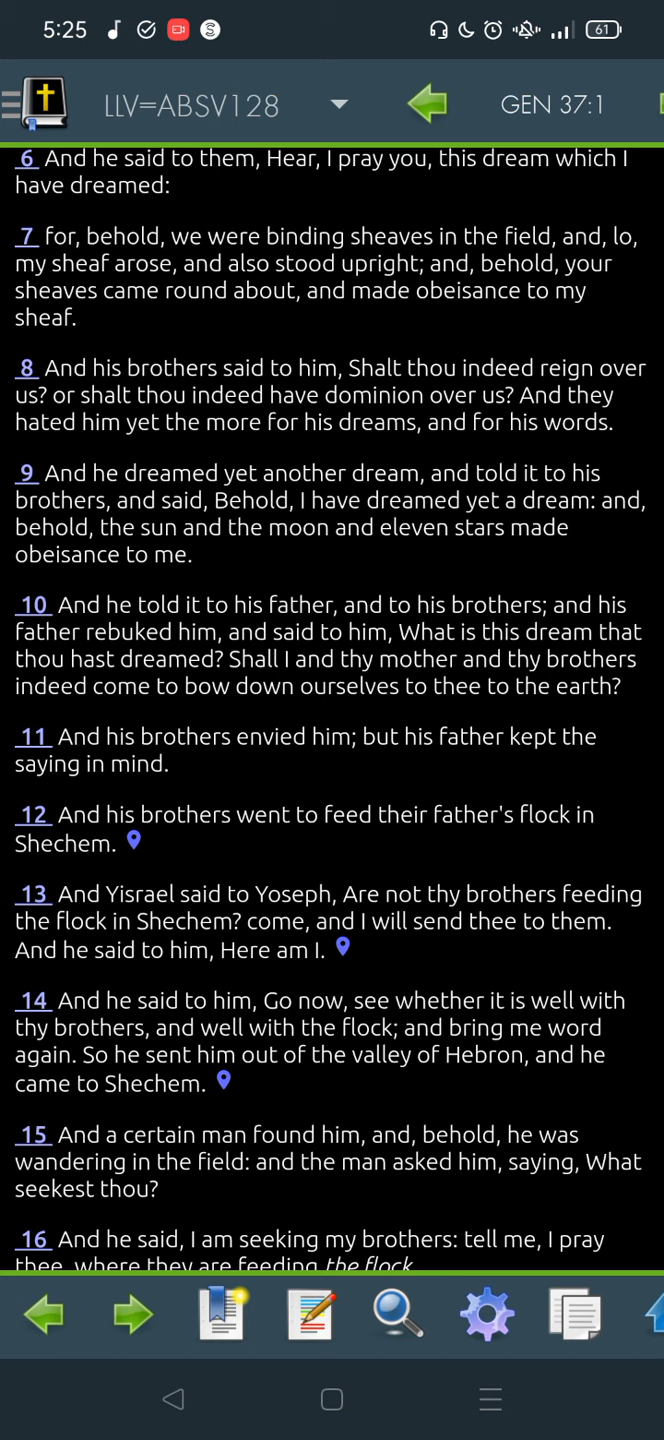 5:25
61
LLV=ABSV128
GEN 37:1
6 And he said to them, Hear, I pray you, this dream which I
have dreamed:
7 for, behold, we were binding sheaves in the field, and, lo,
my sheaf arose, and also stood upright; and, behold, your
sheaves came round about, and made obeisance to my
sheaf.
8 And his brothers said to him, Shalt thou indeed reign over
us? or shalt thou indeed have dominion over us? And they
hated him yet the more for his dreams, and for his words.
9 And he dreamed yet another dream, and told it to his
brothers, and said, Behold, I have dreamed yet a dream: and,
behold, the sun and the moon and eleven stars made
obeisance to me.
10 And he told it to his father, and to his brothers; and his
father rebuked him, and said to him, What is this dream that
thou hast dreamed? Shall I and thy mother and thy brothers
indeed come to bow down ourselves to thee to the earth?
11 And his brothers envied him; but his father kept the
saying in mind.
12 And his brothers went to feed their father's flock in
Shechem.
13 And Yisrael said to Yoseph, Are not thy brothers feeding
the flock in Shechem? come, and I will send thee to them.
And he said to him, Here am I.
14 And he said to him, Go now, see whether it is well with
thy brothers, and well with the flock; and bring me word
again. So he sent him out of the valley of Hebron, and he
came to Shechem.
15 And a certain man found him, and, behold, he was
wandering in the field: and the man asked him, saying, What
seekest thou?
16 And he said, I am seeking my brothers: tell me, I pray
thee, where they are feeding the flock